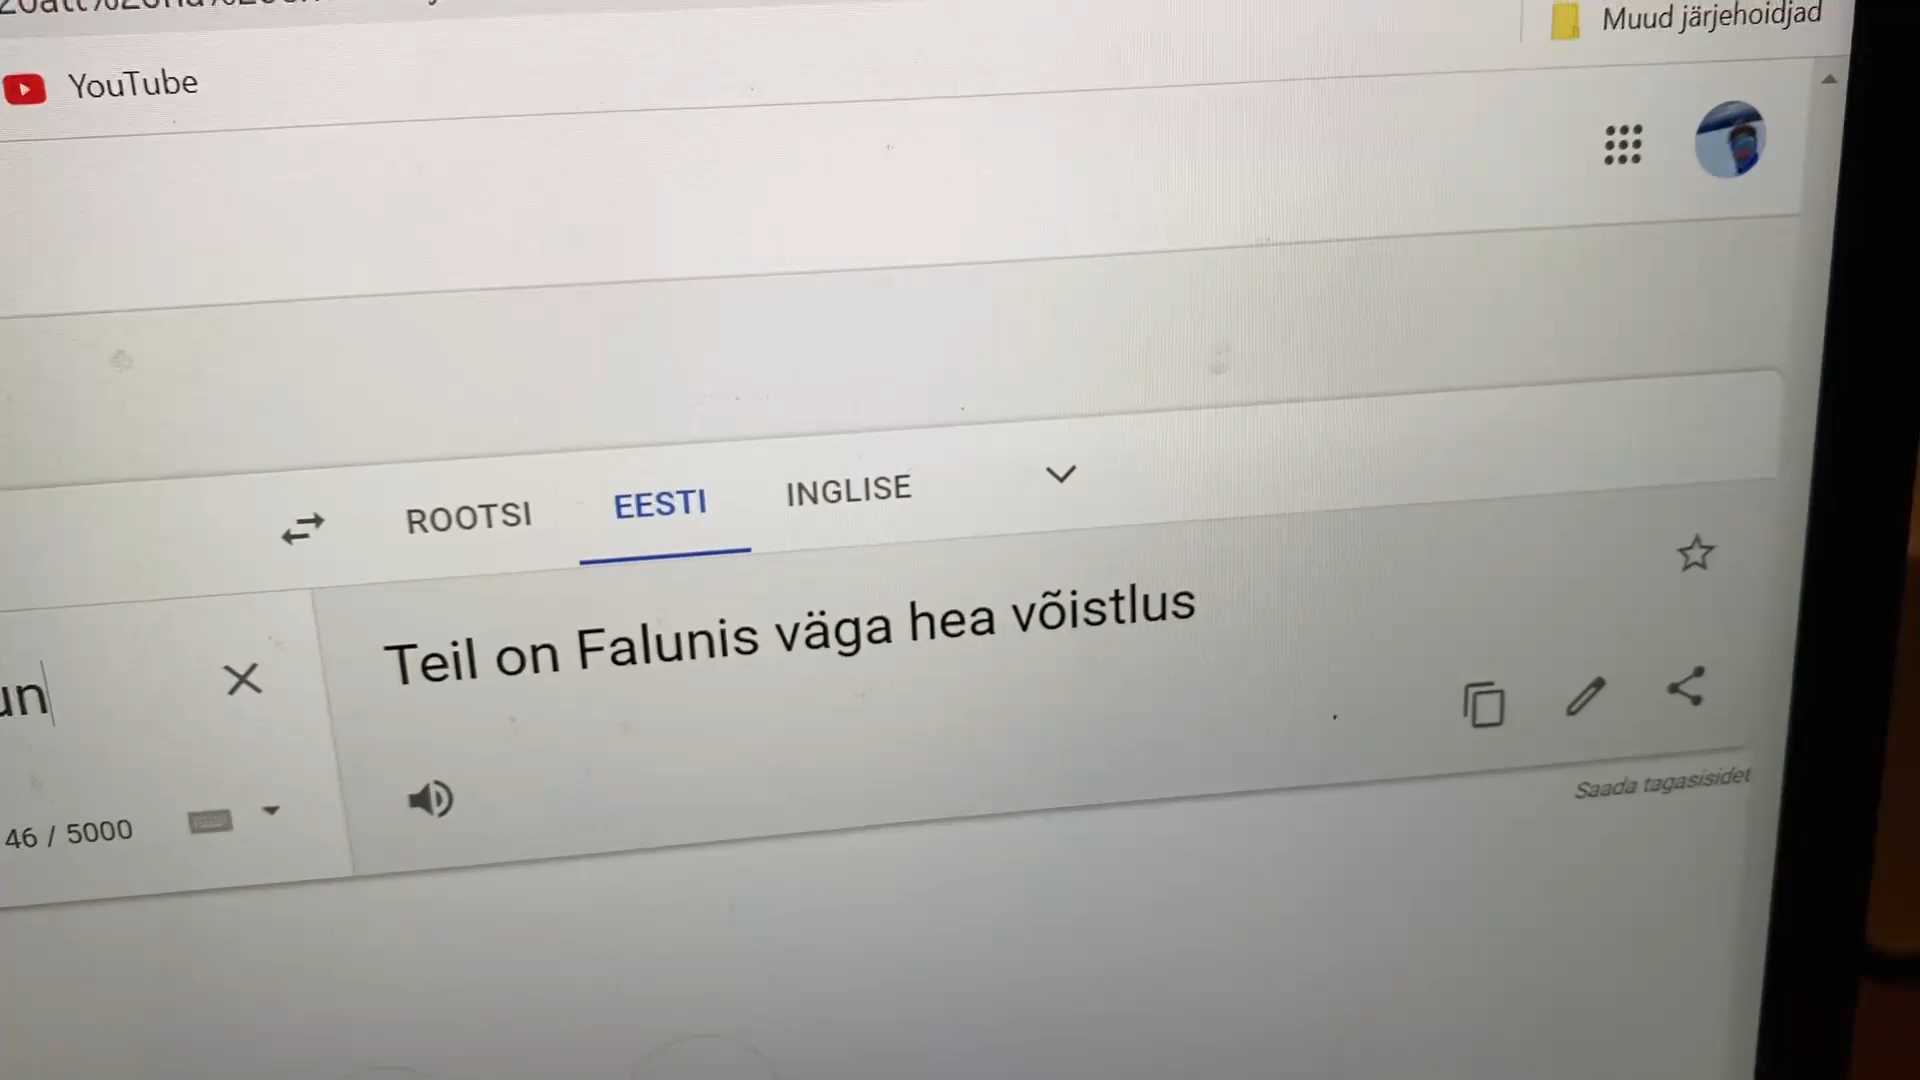 Muud järjehoidjad
YouTube
ROOTSI EESTI INGLISE
Teil on Falunis väga hea võistlus
un
46 / 5000
Saada tagasisidet